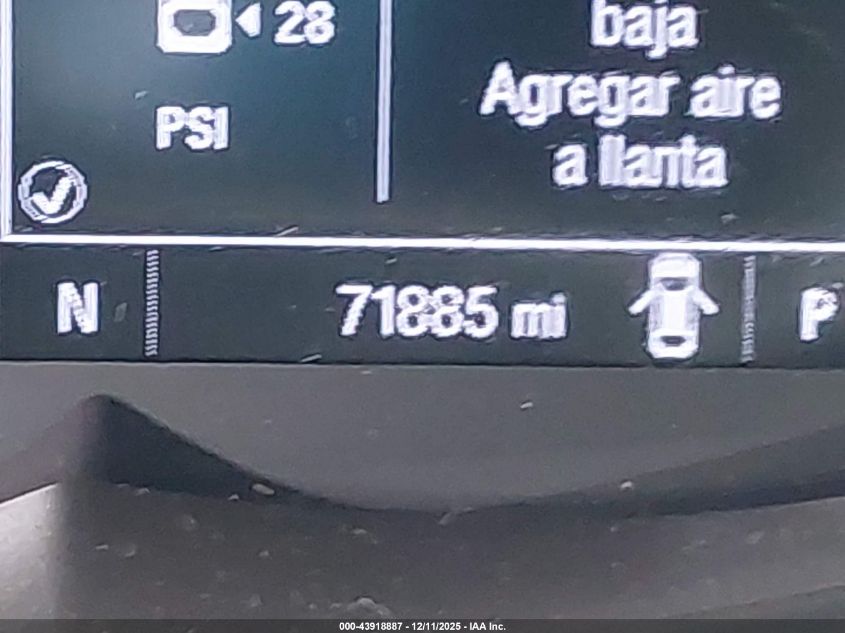 28
PSI
baja
Agregar aire
a llanta
N 71885 mi P
000-43918887 - 12/11/2025 - IAA Inc.